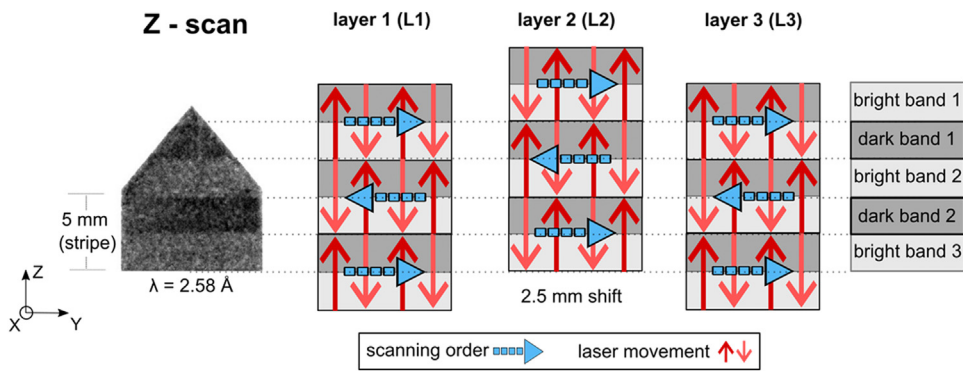 Z - scan
layer 1 (L1)
layer 2 (L2)
layer 3 (L3)
5 mm
(stripe)
λ = 2.58 Å
Z
X
Y
2.5 mm shift
bright band 1
dark band 1
bright band 2
dark band 2
bright band 3
scanning order
laser movement